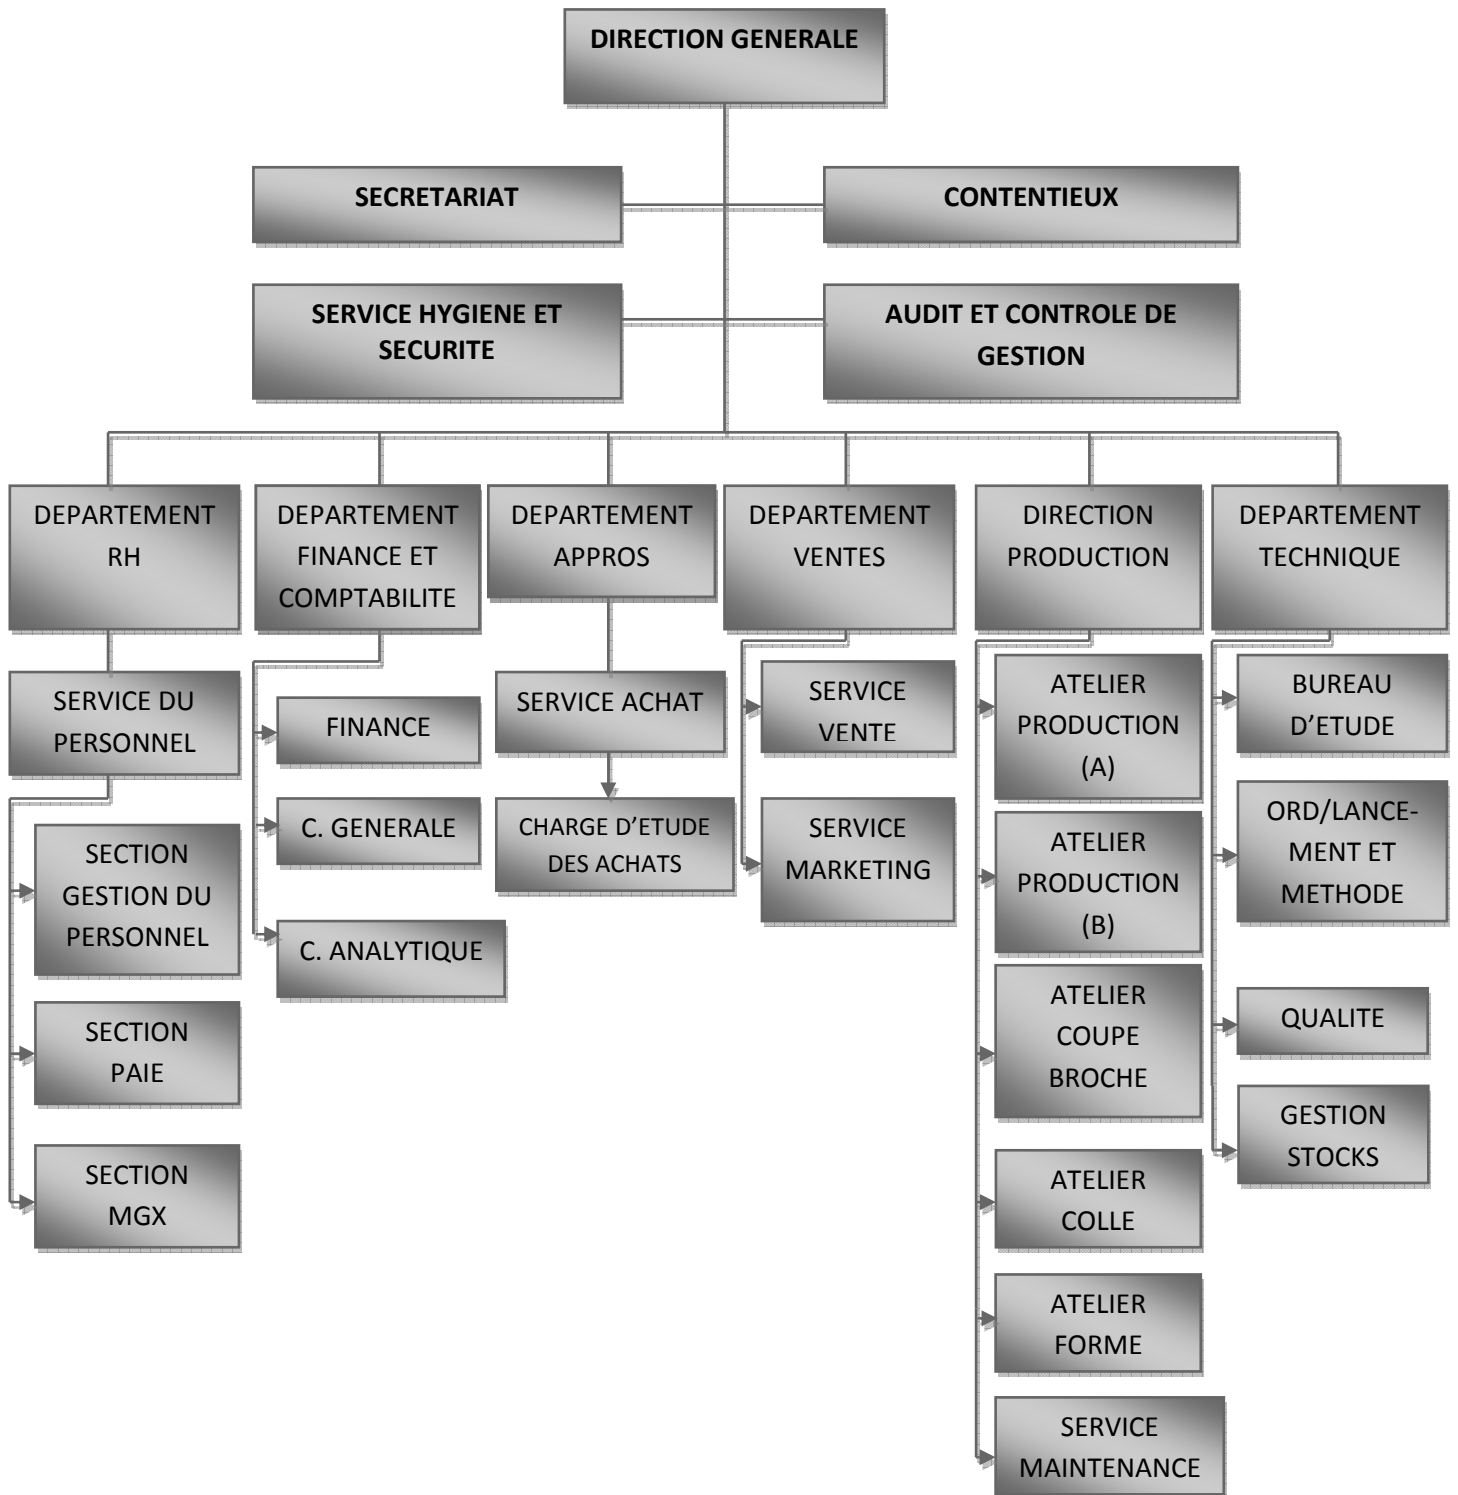 DIRECTION GENERALE
SECRETARIAT
CONTENTIEUX
SERVICE HYGIENE ET
SECURITE
AUDIT ET CONTROLE DE
GESTION
DEPARTEMENT
RH
DEPARTEMENT
FINANCE ET
COMPTABILITE
DEPARTEMENT
APPROS
DEPARTEMENT
VENTES
DIRECTION
PRODUCTION
DEPARTEMENT
TECHNIQUE
SERVICE DU
PERSONNEL
SECTION
GESTION DU
PERSONNEL
SECTION
PAIE
SECTION
MGX
FINANCE
C. GENERALE
C. ANALYTIQUE
SERVICE ACHAT
CHARGE D’ETUDE
DES ACHATS
SERVICE
VENTE
SERVICE
MARKETING
ATELIER
PRODUCTION
(A)
ATELIER
PRODUCTION
(B)
ATELIER
COUPE
BROCHE
ATELIER
COLLE
ATELIER
FORME
SERVICE
MAINTENANCE
BUREAU
D’ETUDE
ORD/LANCE-
MENT ET
METHODE
QUALITE
GESTION
STOCKS